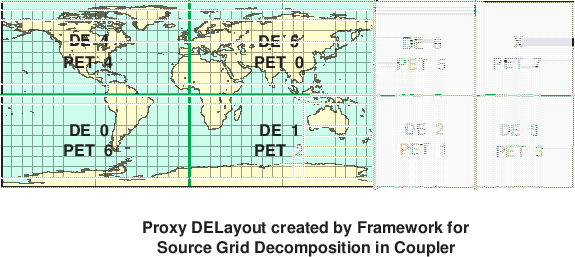 DE 4 DE 5 DE 6 X
PET 4 PET 0 PET 5 PET 7
DE 0 DE 1 DE 2 DE
PET 6 PET 2 PET 1 PET 3
Proxy DELayout created by Framework for
Source Grid Decomposition in Coupler